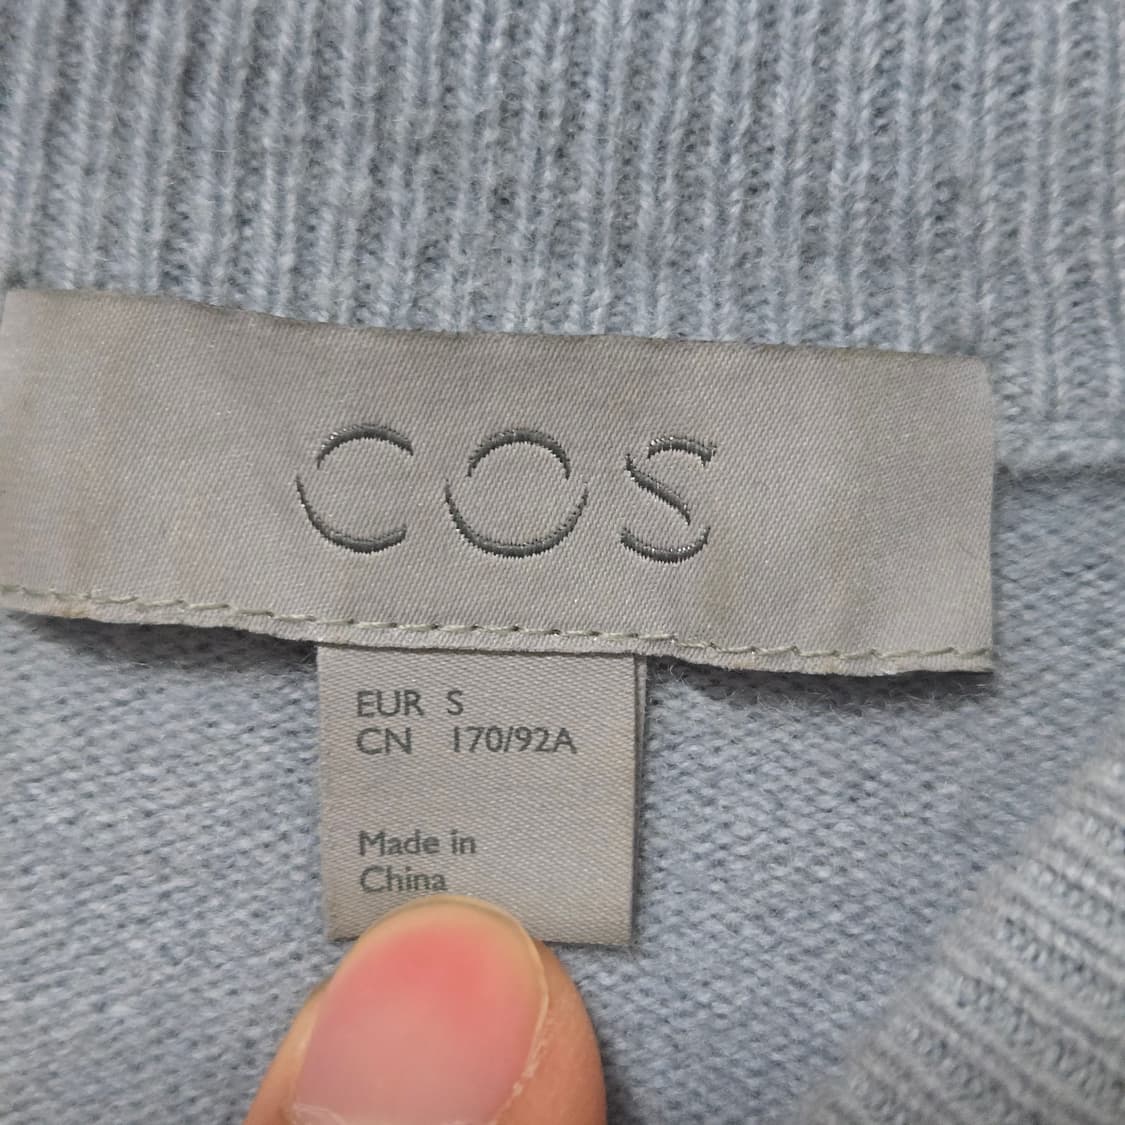 COS
EUR S
CN 170/92A
Made in
China